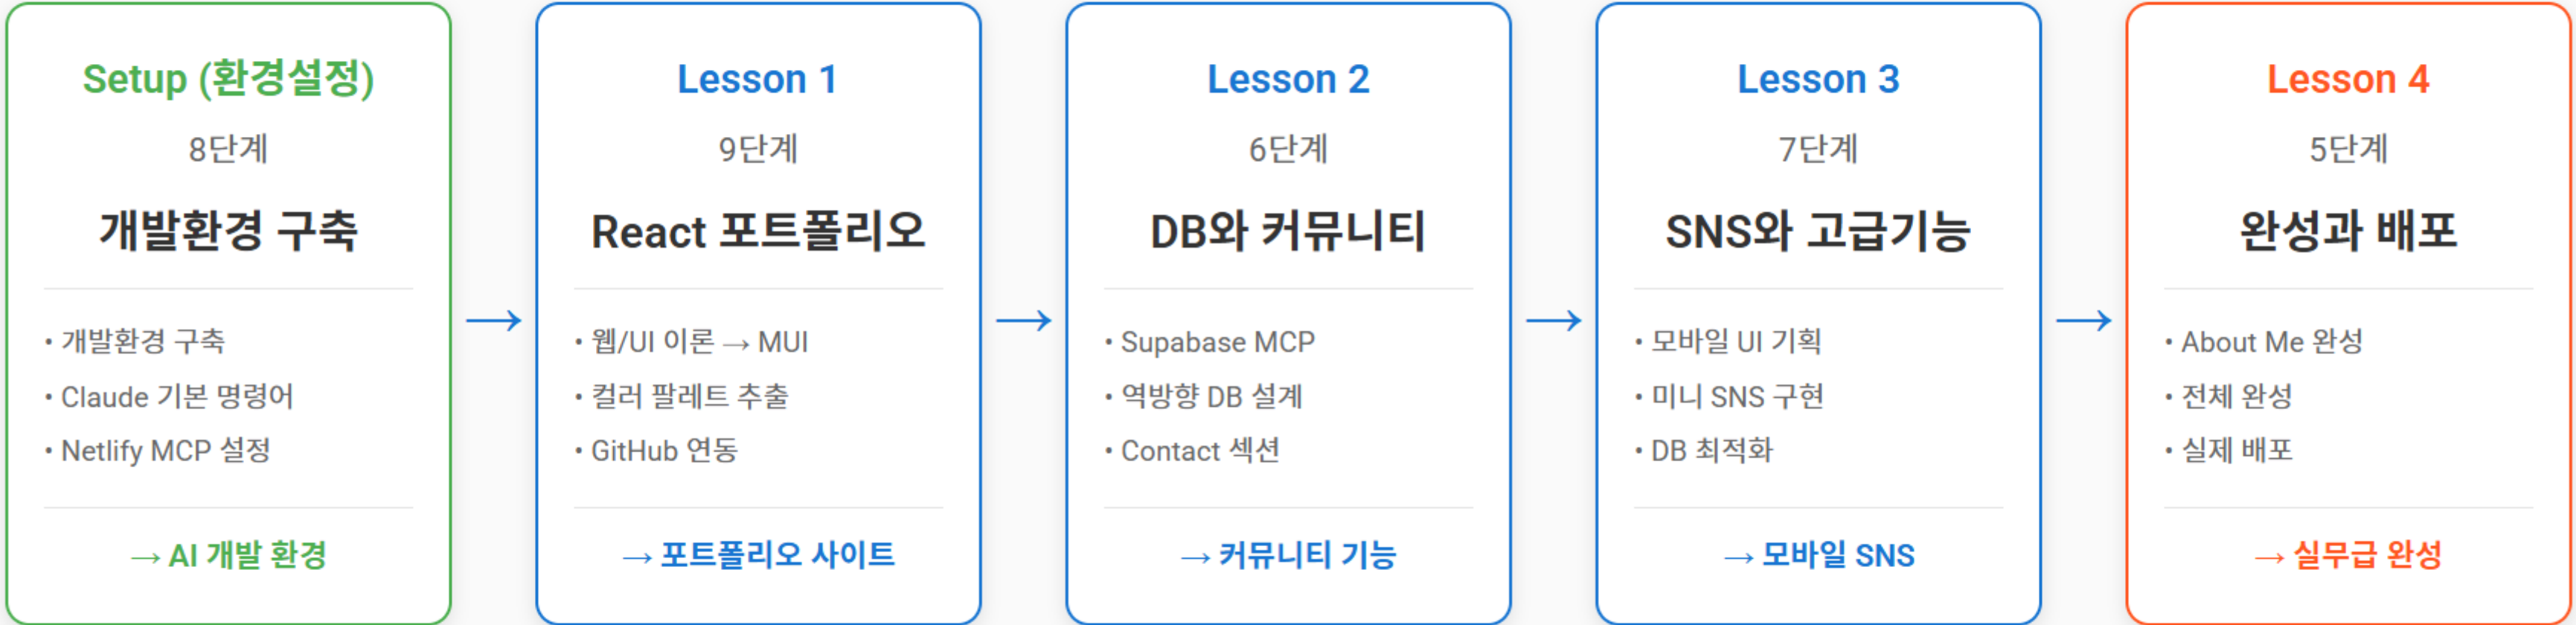 Setup (환경설정)
8단계
개발환경 구축
• 개발환경 구축
• Claude 기본 명령어
• Netlify MCP 설정
→ AI 개발 환경
→
Lesson 1
9단계
React 포트폴리오
• 웹/UI 이론 → MUI
• 컬러 팔레트 추출
• GitHub 연동
→ 포트폴리오 사이트
→
Lesson 2
6단계
DB와 커뮤니티
• Supabase MCP
• 역방향 DB 설계
• Contact 섹션
→ 커뮤니티 기능
→
Lesson 3
7단계
SNS와 고급기능
• 모바일 UI 기획
• 미니 SNS 구현
• DB 최적화
→ 모바일 SNS
→
Lesson 4
5단계
완성과 배포
• About Me 완성
• 전체 완성
• 실제 배포
→ 실무급 완성